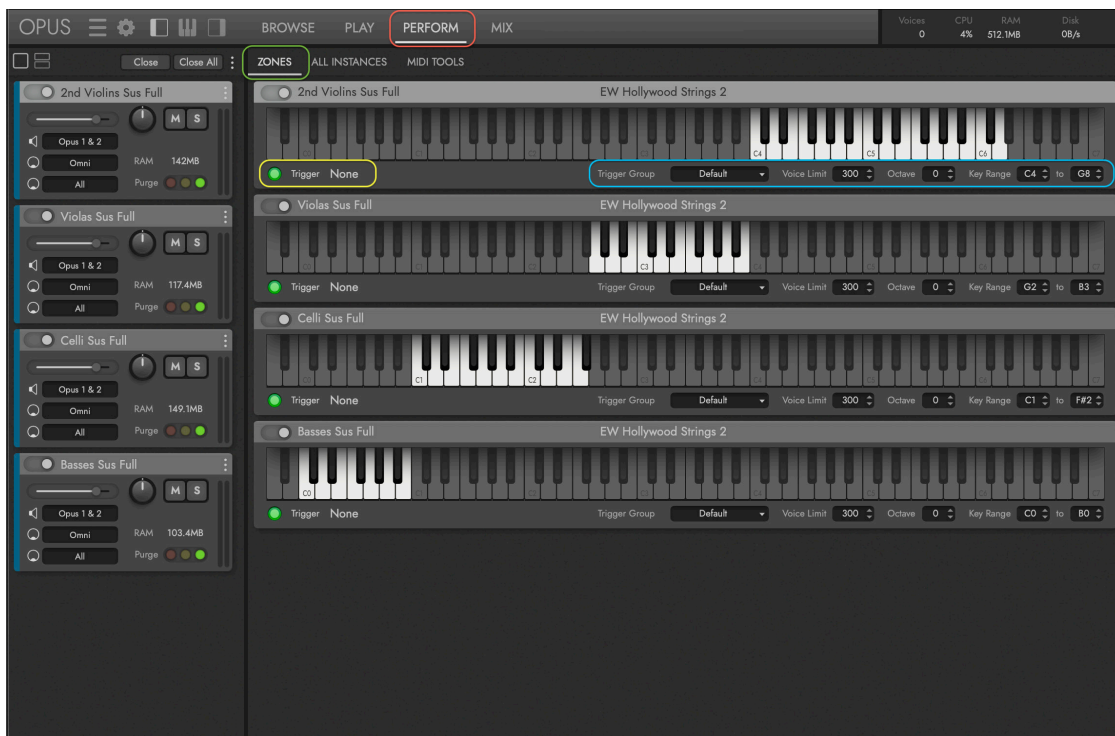 OPUS BROWSE PLAY PERFORM MIX Voices 0 CPU 4% RAM 512.1MB Disk 0B/s
Close Close All ZONES ALL INSTANCES MIDI TOOLS
2nd Violins Sus Full
M S
Opus 1 & 2
Omni RAM 142MB
All Purge
Violas Sus Full
M S
Opus 1 & 2
Omni RAM 117.4MB
All Purge
Celli Sus Full
M S
Opus 1 & 2
Omni RAM 149.1MB
All Purge
Basses Sus Full
M S
Opus 1 & 2
Omni RAM 103.4MB
All Purge
2nd Violins Sus Full EW Hollywood Strings 2
C4 C5 C6
Trigger None Trigger Group Default Voice Limit 300 Octave 0 Key Range C4 to G8
Violas Sus Full EW Hollywood Strings 2
C3
Trigger None Trigger Group Default Voice Limit 300 Octave 0 Key Range G2 to B3
Celli Sus Full EW Hollywood Strings 2
C1 C2
Trigger None Trigger Group Default Voice Limit 300 Octave 0 Key Range C1 to F#2
Basses Sus Full EW Hollywood Strings 2
C0
Trigger None Trigger Group Default Voice Limit 300 Octave 0 Key Range C0 to B0